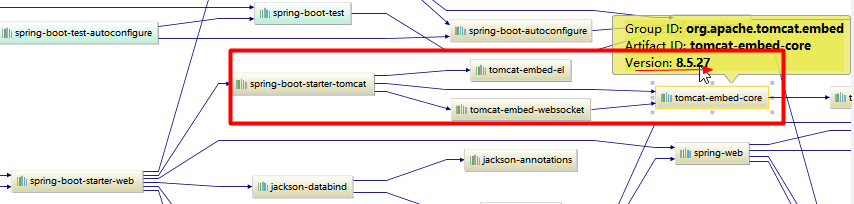 spring-boot-test
spring-boot-test-autoconfigure
spring-boot-autoconfigure
Group ID: org.apache.tomcat.embed
Artifact ID: tomcat-embed-core
Version: 8.5.27
tomcat-embed-el
spring-boot-starter-tomcat
tomcat-embed-core
tomcat-embed-websocket
spring-web
jackson-annotations
spring-boot-starter-web
jackson-databind